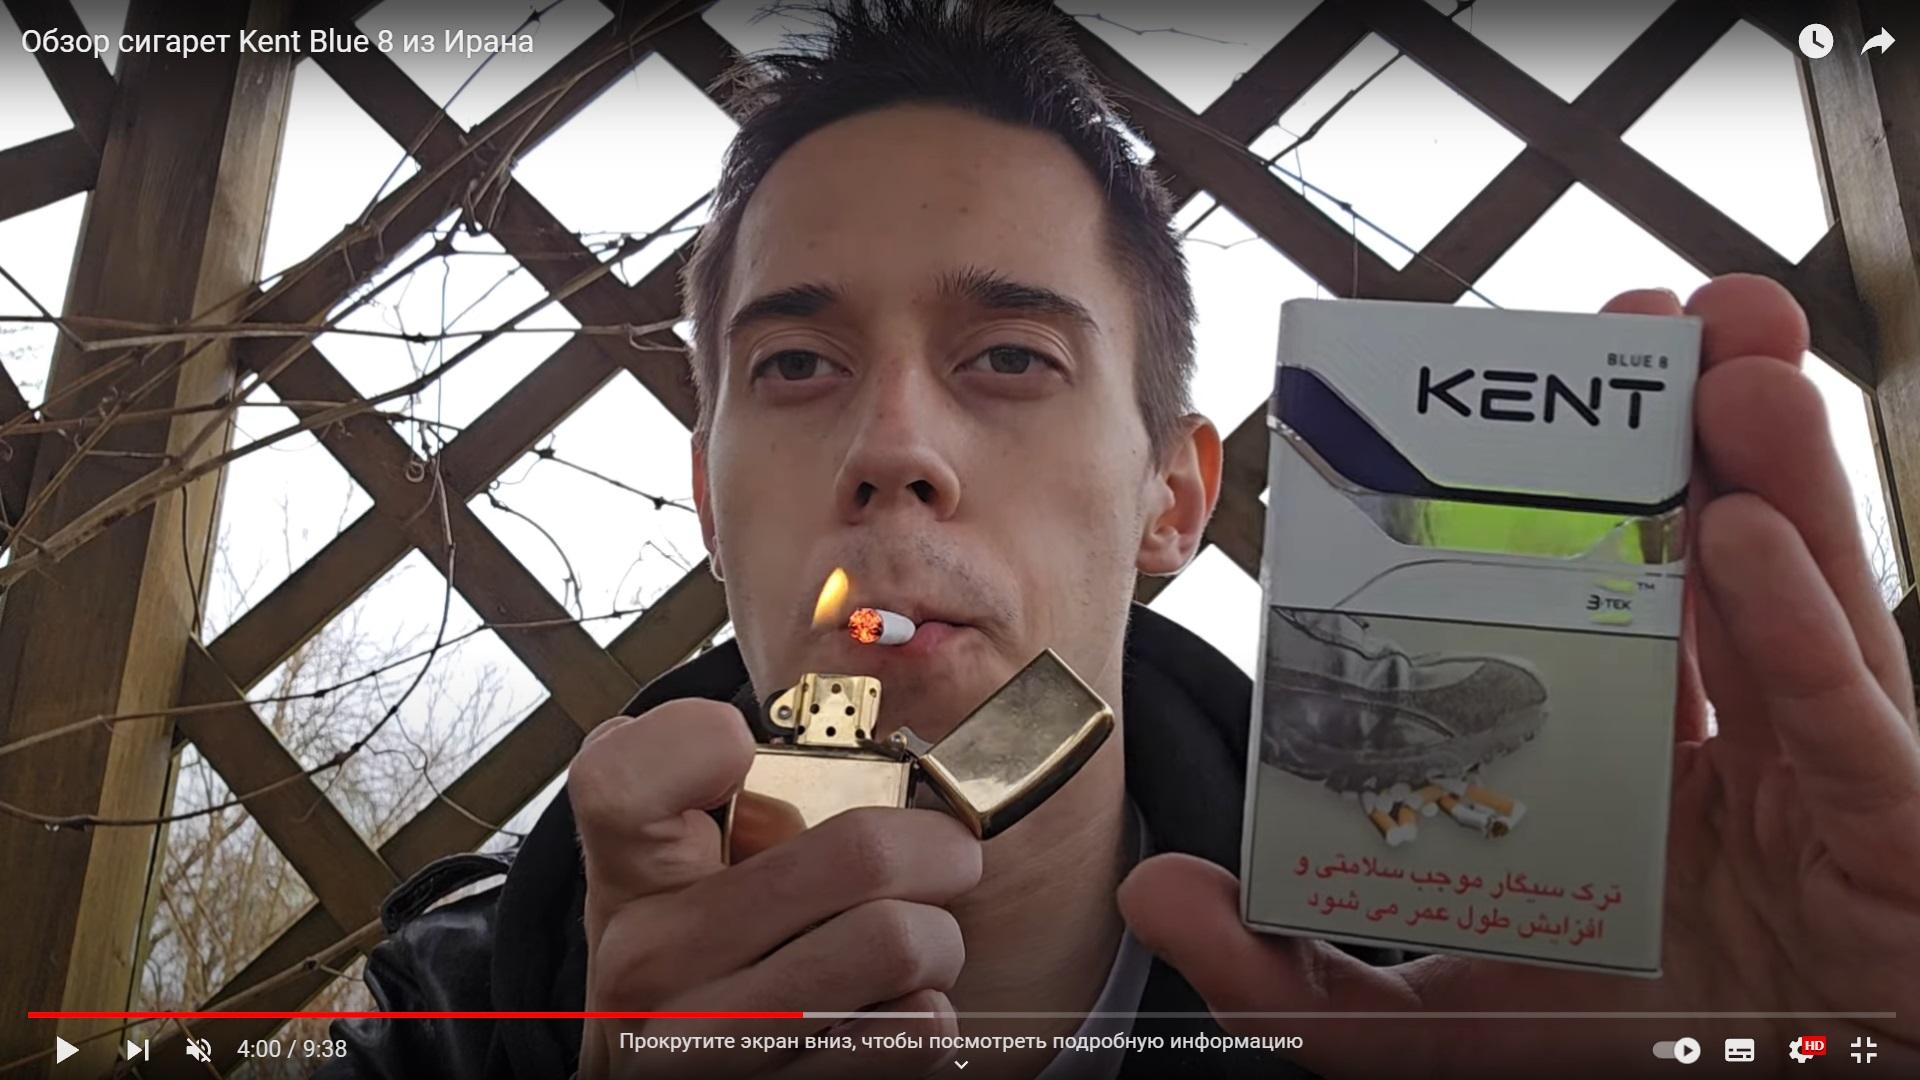 Обзор сигарет Kent Blue 8 из Ирана
BLUE 8
KENT
3·TEK™
ترک سیگار موجب سلامتی و
افزایش طول عمر می شود
Прокрутите экран вниз, чтобы посмотреть подробную информацию
4:00 / 9:38
HD